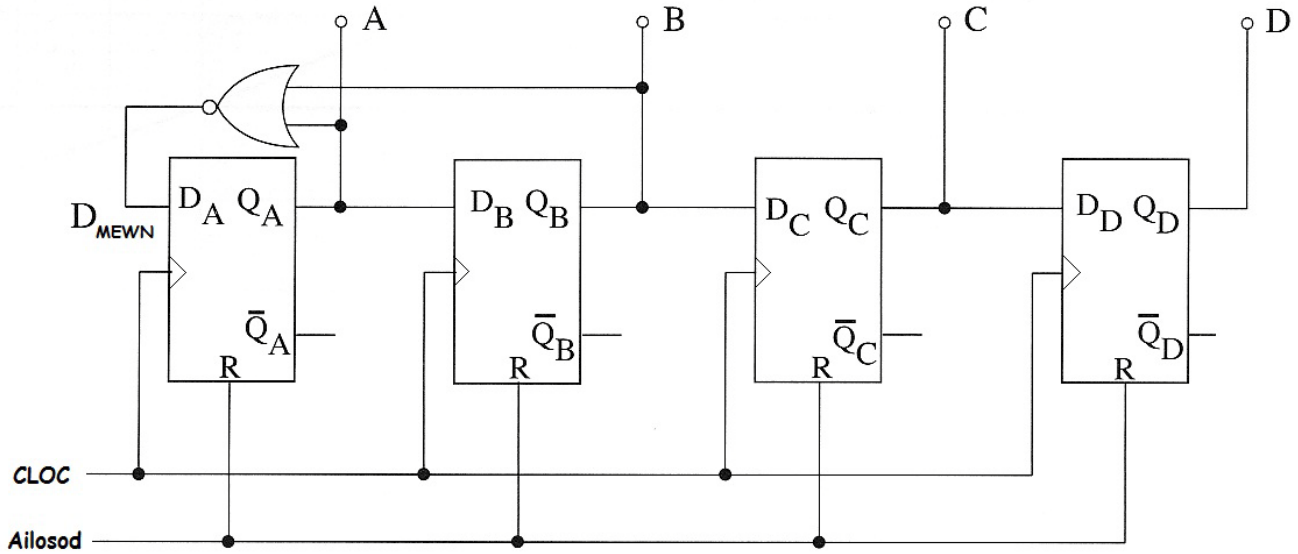 A B C D
D_A Q_A D_B Q_B D_C Q_C D_D Q_D
D_MEWN
Q̅_A Q̅_B Q̅_C Q̅_D
R R R R
CLOC
Ailosod